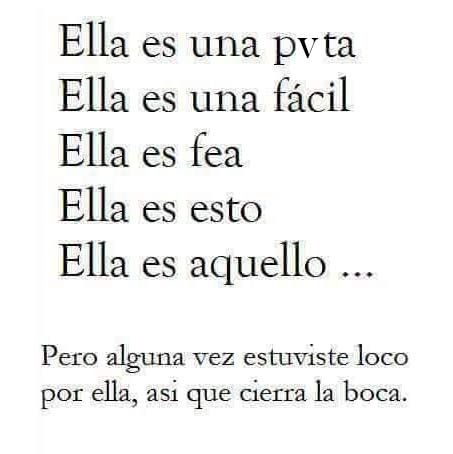 Ella es una pvta
Ella es una fácil
Ella es fea
Ella es esto
Ella es aquello ...
Pero alguna vez estuviste loco
por ella, asi que cierra la boca.